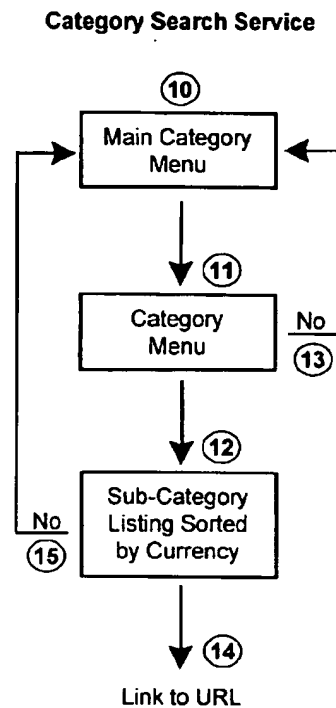 Category Search Service
10
Main Category
Menu
11
Category
Menu
No
13
12
Sub-Category
Listing Sorted
by Currency
No
15
14
Link to URL